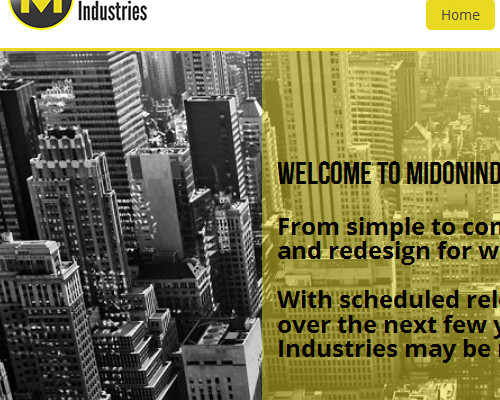 M
Industries
Home
WELCOME TO MIDONIND
From simple to con
and redesign for w
With scheduled rel
over the next few y
Industries may be